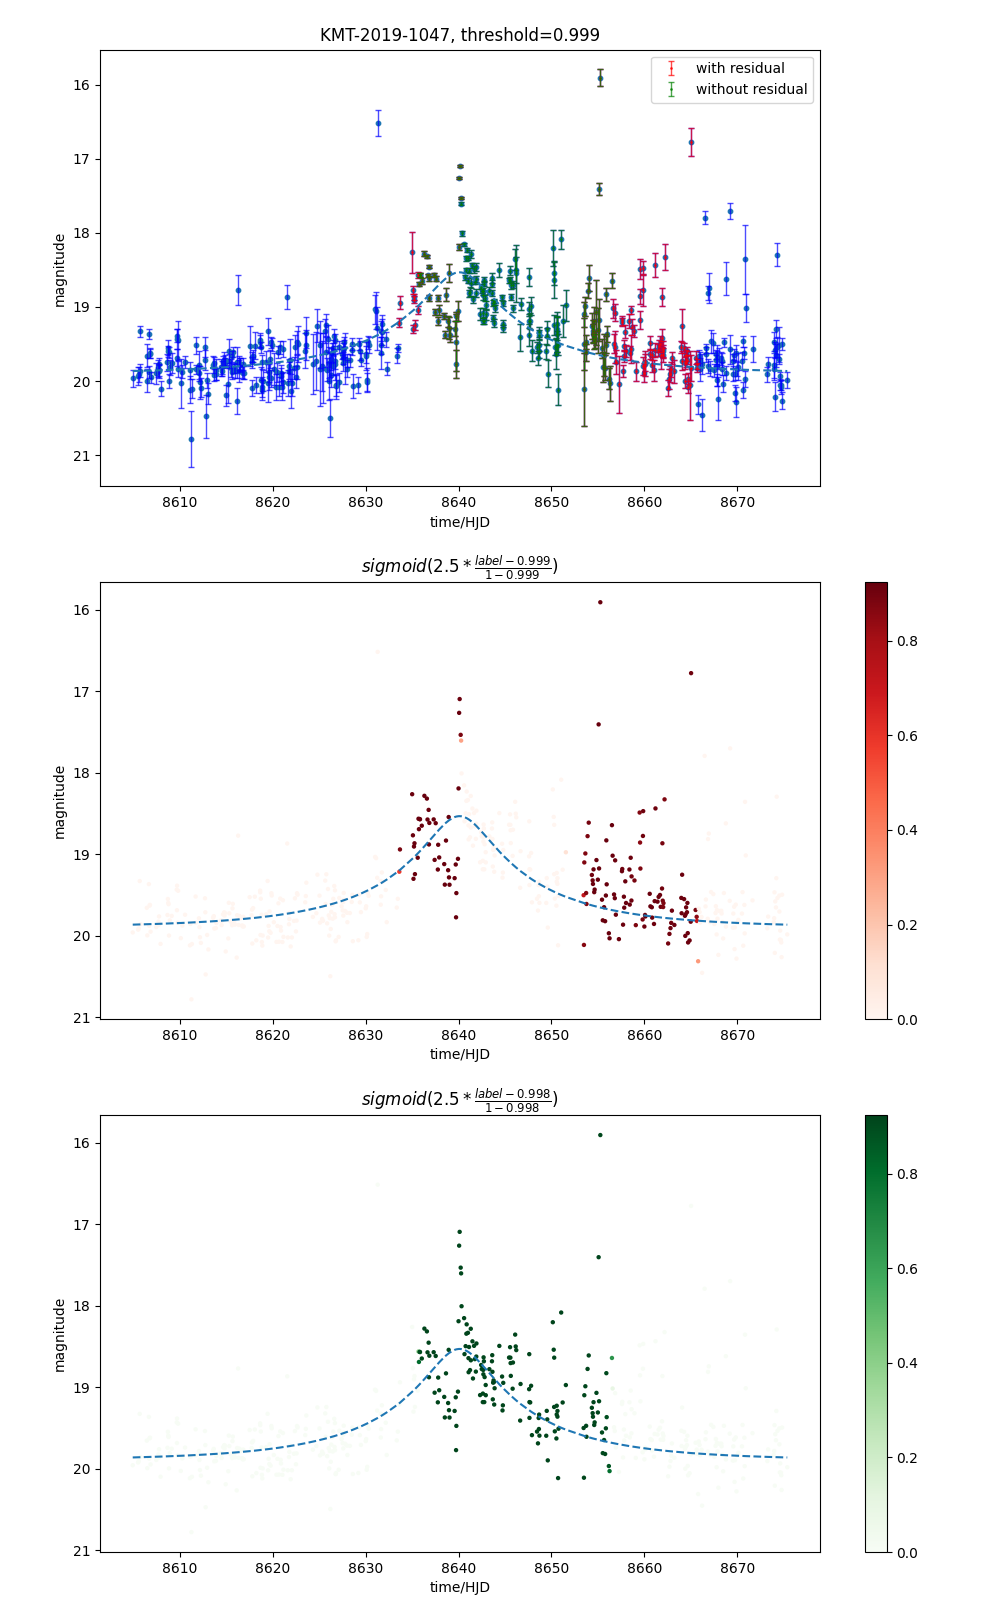 KMT-2019-1047, threshold=0.999
with residual
without residual
16
17
18
19
20
21
magnitude
8610 8620 8630 8640 8650 8660 8670
time/HJD
sigmoid(2.5 * \frac{label − 0.999}{1 − 0.999})
16
17
18
19
20
21
magnitude
8610 8620 8630 8640 8650 8660 8670
time/HJD
0.8
0.6
0.4
0.2
0.0
sigmoid(2.5 * \frac{label − 0.998}{1 − 0.998})
16
17
18
19
20
21
magnitude
8610 8620 8630 8640 8650 8660 8670
time/HJD
0.8
0.6
0.4
0.2
0.0